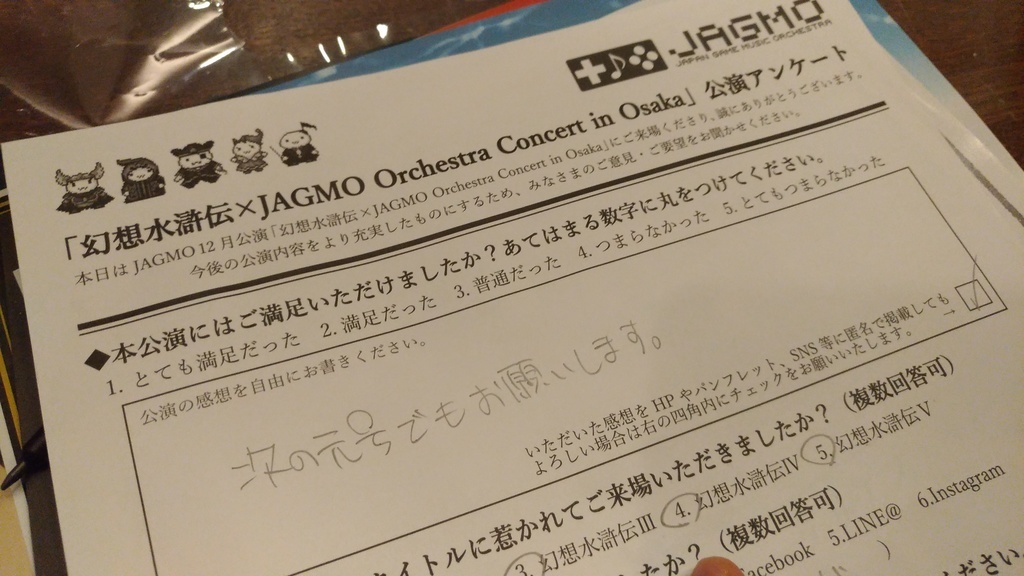 JAGMO
JAPAN GAME MUSIC ORCHESTRA
「幻想水滸伝×JAGMO Orchestra Concert in Osaka」公演アンケート
本日は JAGMO12月公演「幻想水滸伝×JAGMO Orchestra Concert in Osaka」にご来場くださり、誠にありがとうございます。
今後の公演内容をより充実したものにするため、みなさまのご意見・ご要望をお聞かせください。
◆本公演にはご満足いただけましたか？あてはまる数字に丸をつけてください。
1. とても満足だった 2. 満足だった 3. 普通だった 4. つまらなかった 5. とてもつまらなかった
公演の感想を自由にお書きください。
次の元号でもお願いします。
いただいた感想を HP やパンフレット、SNS 等に匿名で掲載しても
よろしい場合は右の四角内にチェックをお願いいたします。 →
イトルに惹かれてご来場いただきましたか？（複数回答可）
3. 幻想水滸伝III 4. 幻想水滸伝IV 5. 幻想水滸伝V
たか？（複数回答可）
acebook 5.LINE@ 6.Instagram
)
ください。